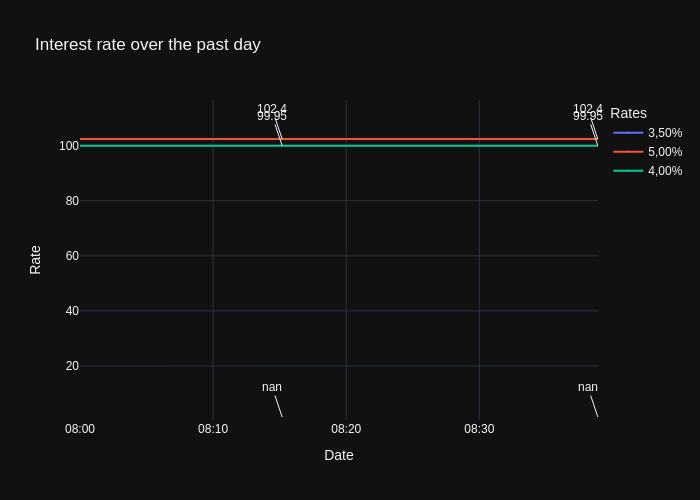 Interest rate over the past day
102.4
99.95
102.4
99.95
Rates
3,50%
5,00%
4,00%
100
80
60
40
20
Rate
nan
nan
08:00
08:10
08:20
08:30
Date